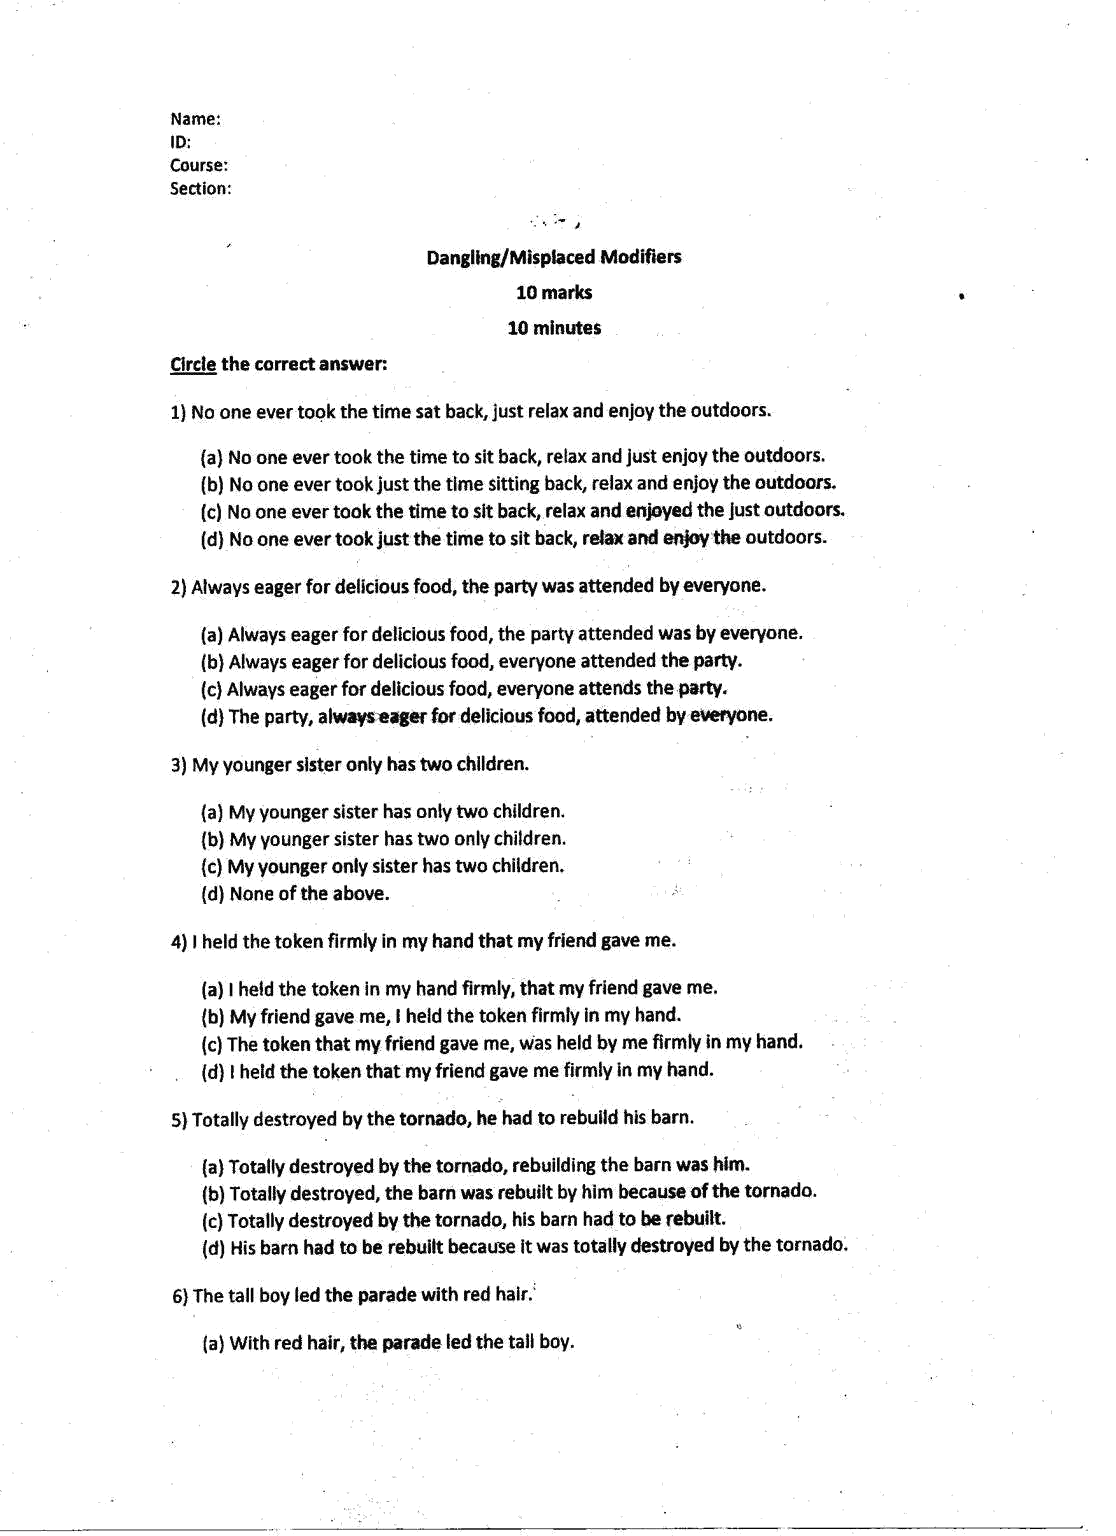 Name:
ID:
Course:
Section:
Dangling/Misplaced Modifiers
10 marks
10 minutes
Circle the correct answer:
1) No one ever took the time sat back, just relax and enjoy the outdoors.
(a) No one ever took the time to sit back, relax and just enjoy the outdoors.
(b) No one ever took just the time sitting back, relax and enjoy the outdoors.
(c) No one ever took the time to sit back, relax and enjoyed the just outdoors.
(d) No one ever took just the time to sit back, relax and enjoy the outdoors.
2) Always eager for delicious food, the party was attended by everyone.
(a) Always eager for delicious food, the party attended was by everyone.
(b) Always eager for delicious food, everyone attended the party.
(c) Always eager for delicious food, everyone attends the party.
(d) The party, always eager for delicious food, attended by everyone.
3) My younger sister only has two children.
(a) My younger sister has only two children.
(b) My younger sister has two only children.
(c) My younger only sister has two children.
(d) None of the above.
4) I held the token firmly in my hand that my friend gave me.
(a) I held the token in my hand firmly, that my friend gave me.
(b) My friend gave me, I held the token firmly in my hand.
(c) The token that my friend gave me, was held by me firmly in my hand.
(d) I held the token that my friend gave me firmly in my hand.
5) Totally destroyed by the tornado, he had to rebuild his barn.
(a) Totally destroyed by the tornado, rebuilding the barn was him.
(b) Totally destroyed, the barn was rebuilt by him because of the tornado.
(c) Totally destroyed by the tornado, his barn had to be rebuilt.
(d) His barn had to be rebuilt because it was totally destroyed by the tornado.
6) The tall boy led the parade with red hair.
(a) With red hair, the parade led the tall boy.